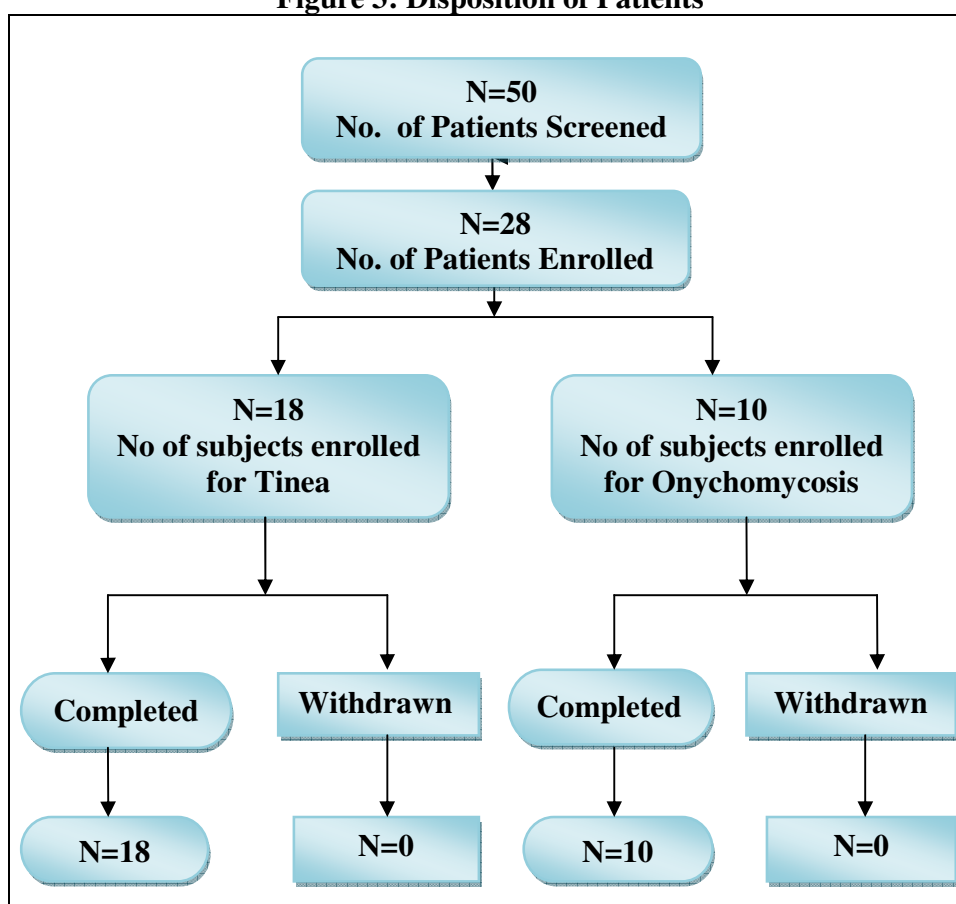 Figure 3: Disposition of Patients
N=50
No. of Patients Screened
N=28
No. of Patients Enrolled
N=18
No of subjects enrolled
for Tinea
N=10
No of subjects enrolled
for Onychomycosis
Completed
Withdrawn
Completed
Withdrawn
N=18
N=0
N=10
N=0